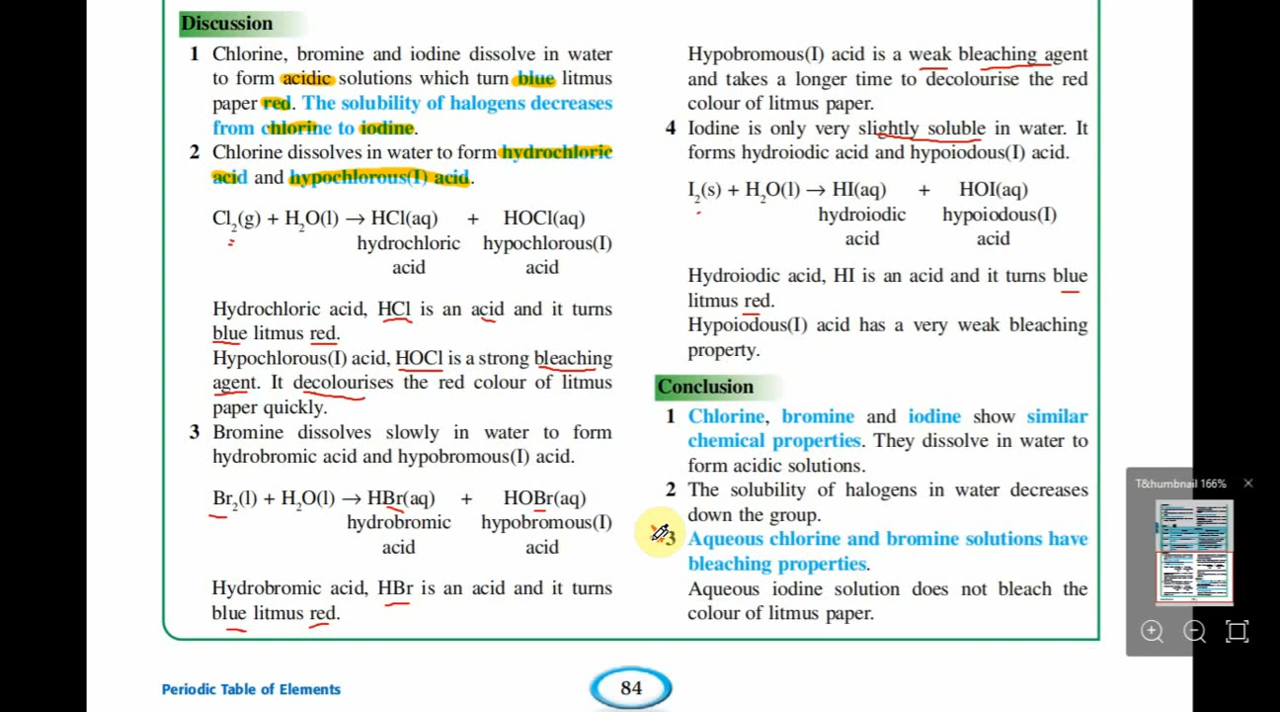 Discussion
1 Chlorine, bromine and iodine dissolve in water
to form acidic solutions which turn blue litmus
paper red. The solubility of halogens decreases
from chlorine to iodine.
2 Chlorine dissolves in water to form hydrochloric
acid and hypochlorous(I) acid.
Cl₂(g) + H₂O(l) → HCl(aq) + HOCl(aq)
hydrochloric hypochlorous(I)
acid acid
Hydrochloric acid, HCl is an acid and it turns
blue litmus red.
Hypochlorous(I) acid, HOCl is a strong bleaching
agent. It decolourises the red colour of litmus
paper quickly.
3 Bromine dissolves slowly in water to form
hydrobromic acid and hypobromous(I) acid.
Br₂(l) + H₂O(l) → HBr(aq) + HOBr(aq)
hydrobromic hypobromous(I)
acid acid
Hydrobromic acid, HBr is an acid and it turns
blue litmus red.
Hypobromous(I) acid is a weak bleaching agent
and takes a longer time to decolourise the red
colour of litmus paper.
4 Iodine is only very slightly soluble in water. It
forms hydroiodic acid and hypoiodous(I) acid.
I₂(s) + H₂O(l) → HI(aq) + HOI(aq)
hydroiodic hypoiodous(I)
acid acid
Hydroiodic acid, HI is an acid and it turns blue
litmus red.
Hypoiodous(I) acid has a very weak bleaching
property.
Conclusion
1 Chlorine, bromine and iodine show similar
chemical properties. They dissolve in water to
form acidic solutions.
2 The solubility of halogens in water decreases
down the group.
3 Aqueous chlorine and bromine solutions have
bleaching properties.
Aqueous iodine solution does not bleach the
colour of litmus paper.
Periodic Table of Elements
84
T&humbnail 166%